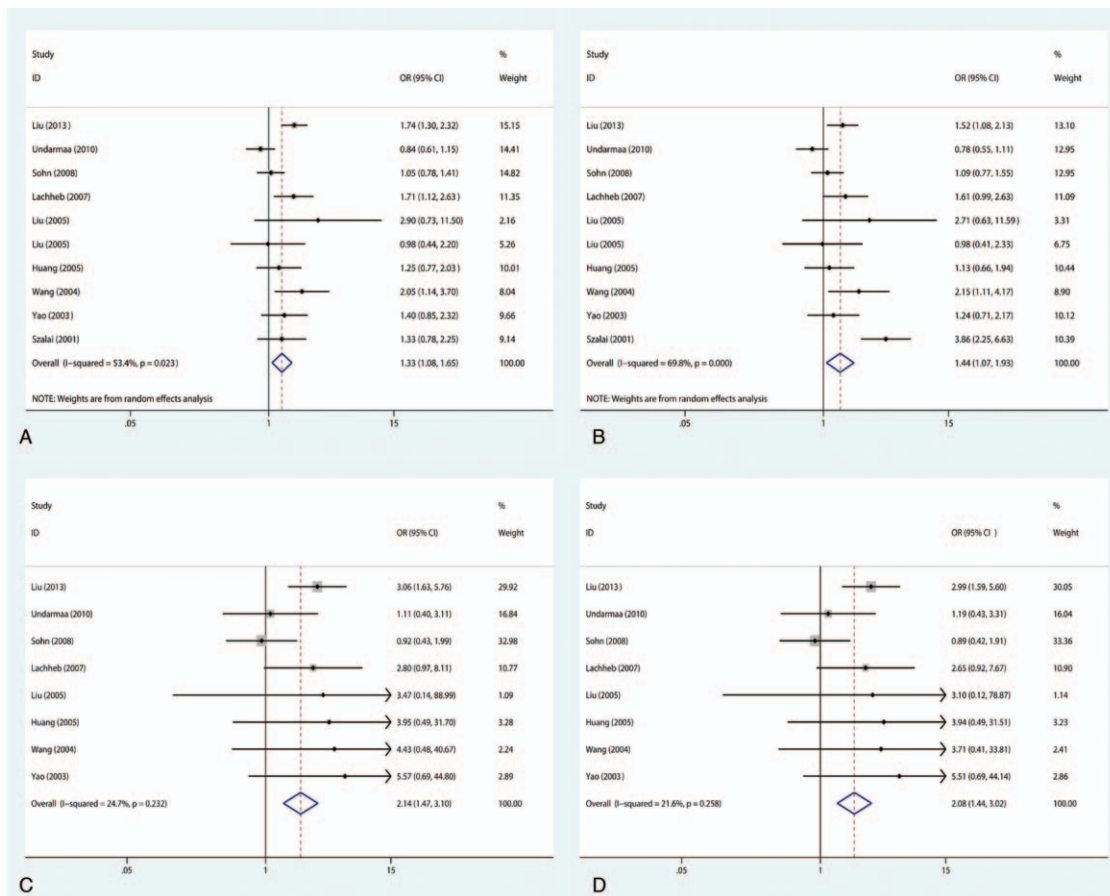 Study %
ID OR (95% CI) Weight
Liu (2013 ) 1.74 (1.30, 2.32) 15.15
Undarmaa (2010) 0.84 (0.61, 1.15) 14.41
Sohn (2008) 1.05 (0.78, 1.41) 14.82
Lachheb (2007) 1.71 (1.12, 2.63 ) 11.35
Liu (2005) 2.90 (0.73, 11.50) 2.16
Liu (2005) 0.98 (0.44, 2.20) 5.26
Huang (2005) 1.25 (0.77, 2.03 ) 10.01
Wang (2004) 2.05 (1.14, 3.70) 8.04
Yao (2003 ) 1.40 (0.85, 2.32) 9.66
Szalai (2001) 1.33 (0.78, 2.25) 9.14
Overall (I-squared = 53.4%, p = 0.023 ) 1.33 (1.08, 1.65) 100.00
NOTE: Weights are from random effects analysis
.05 1 15
A
Study %
ID OR (95% CI) Weight
Liu (2013) 1.52 (1.08, 2.13) 13.10
Undarmaa (2010) 0.78 (0.55, 1.11) 12.95
Sohn (2008) 1.09 (0.77, 1.55) 12.95
Lachheb (2007) 1.61 (0.99, 2.63) 11.09
Liu (2005) 2.71 (0.63, 11.59 ) 3.31
Liu (2005) 0.98 (0.41, 2.33) 6.75
Huang (2005) 1.13 (0.66, 1.94) 10.44
Wang (2004) 2.15 (1.11, 4.17) 8.90
Yao (2003) 1.24 (0.71, 2.17) 10.12
Szalai (2001) 3.86 (2.25, 6.63) 10.39
Overall (I-squared = 69.8%, p = 0.000) 1.44 (1.07, 1.93) 100.00
NOTE: Weights are from random effects analysis
.05 1 15
B
Study %
ID OR (95% CI) Weight
Liu (2013) 3.06 (1.63, 5.76) 29.92
Undarmaa (2010) 1.11 (0.40, 3.11) 16.84
Sohn (2008) 0.92 (0.43, 1.99) 32.98
Lachheb (2007) 2.80 (0.97, 8.11) 10.77
Liu (2005) 3.47 (0.14, 88.99) 1.09
Huang (2005) 3.95 (0.49, 31.70) 3.28
Wang (2004) 4.43 (0.48, 40.67) 2.24
Yao (2003) 5.57 (0.69, 44.80) 2.89
Overall (I-squared = 24.7%, p = 0.232) 2.14 (1.47, 3.10) 100.00
.05 1 15
C
Study %
ID OR (95% CI ) Weight
Liu (2013 ) 2.99 (1.59, 5.60) 30.05
Undarmaa (2010) 1.19 (0.43, 3.31) 16.04
Sohn (2008) 0.89 (0.42, 1.91) 33.36
Lachheb (2007) 2.65 (0.92, 7.67) 10.90
Liu (2005) 3.10 (0.12, 78.87) 1.14
Huang (2005) 3.94 (0.49, 31.51) 3.23
Wang (2004) 3.71 (0.41, 33.81) 2.41
Yao (2003 ) 5.51 (0.69, 44.14) 2.86
Overall (I-squared = 21.6%, p = 0.258) 2.08 (1.44, 3.02) 100.00
.05 1 15
D